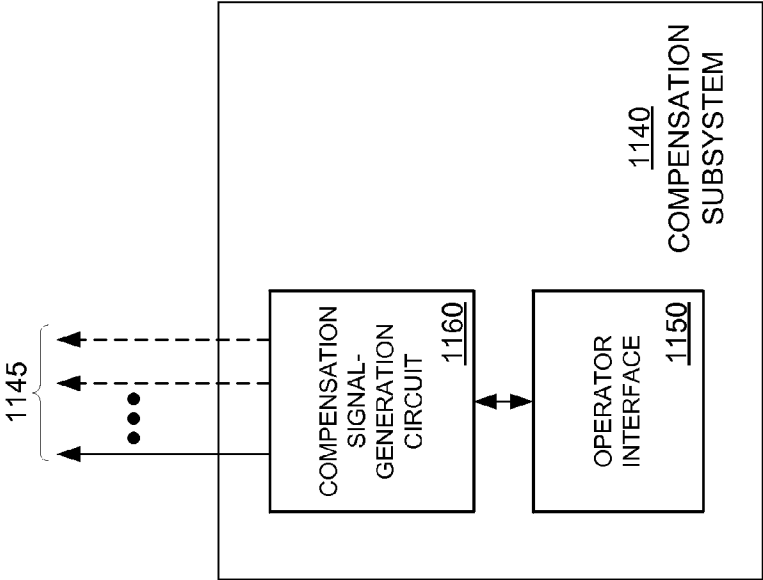 1145
COMPENSATION
SIGNAL-
GENERATION
CIRCUIT
1160
OPERATOR
INTERFACE
1150
1140
COMPENSATION
SUBSYSTEM